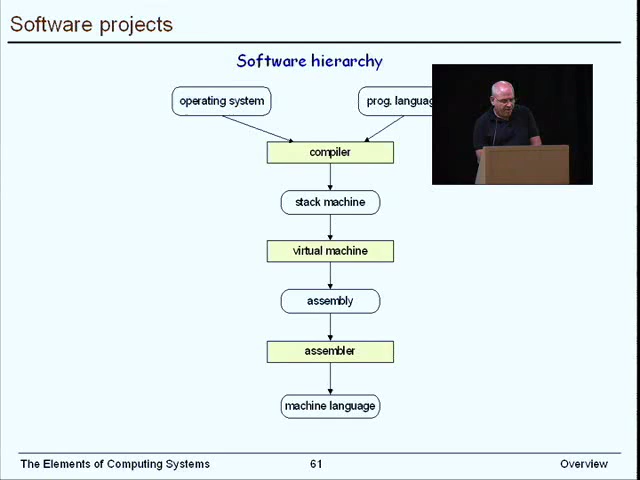 Software projects
Software hierarchy
operating system
prog.
compiler
stack machine
virtual machine
assembly
assembler
machine language
The Elements of Computing Systems 61 Overview